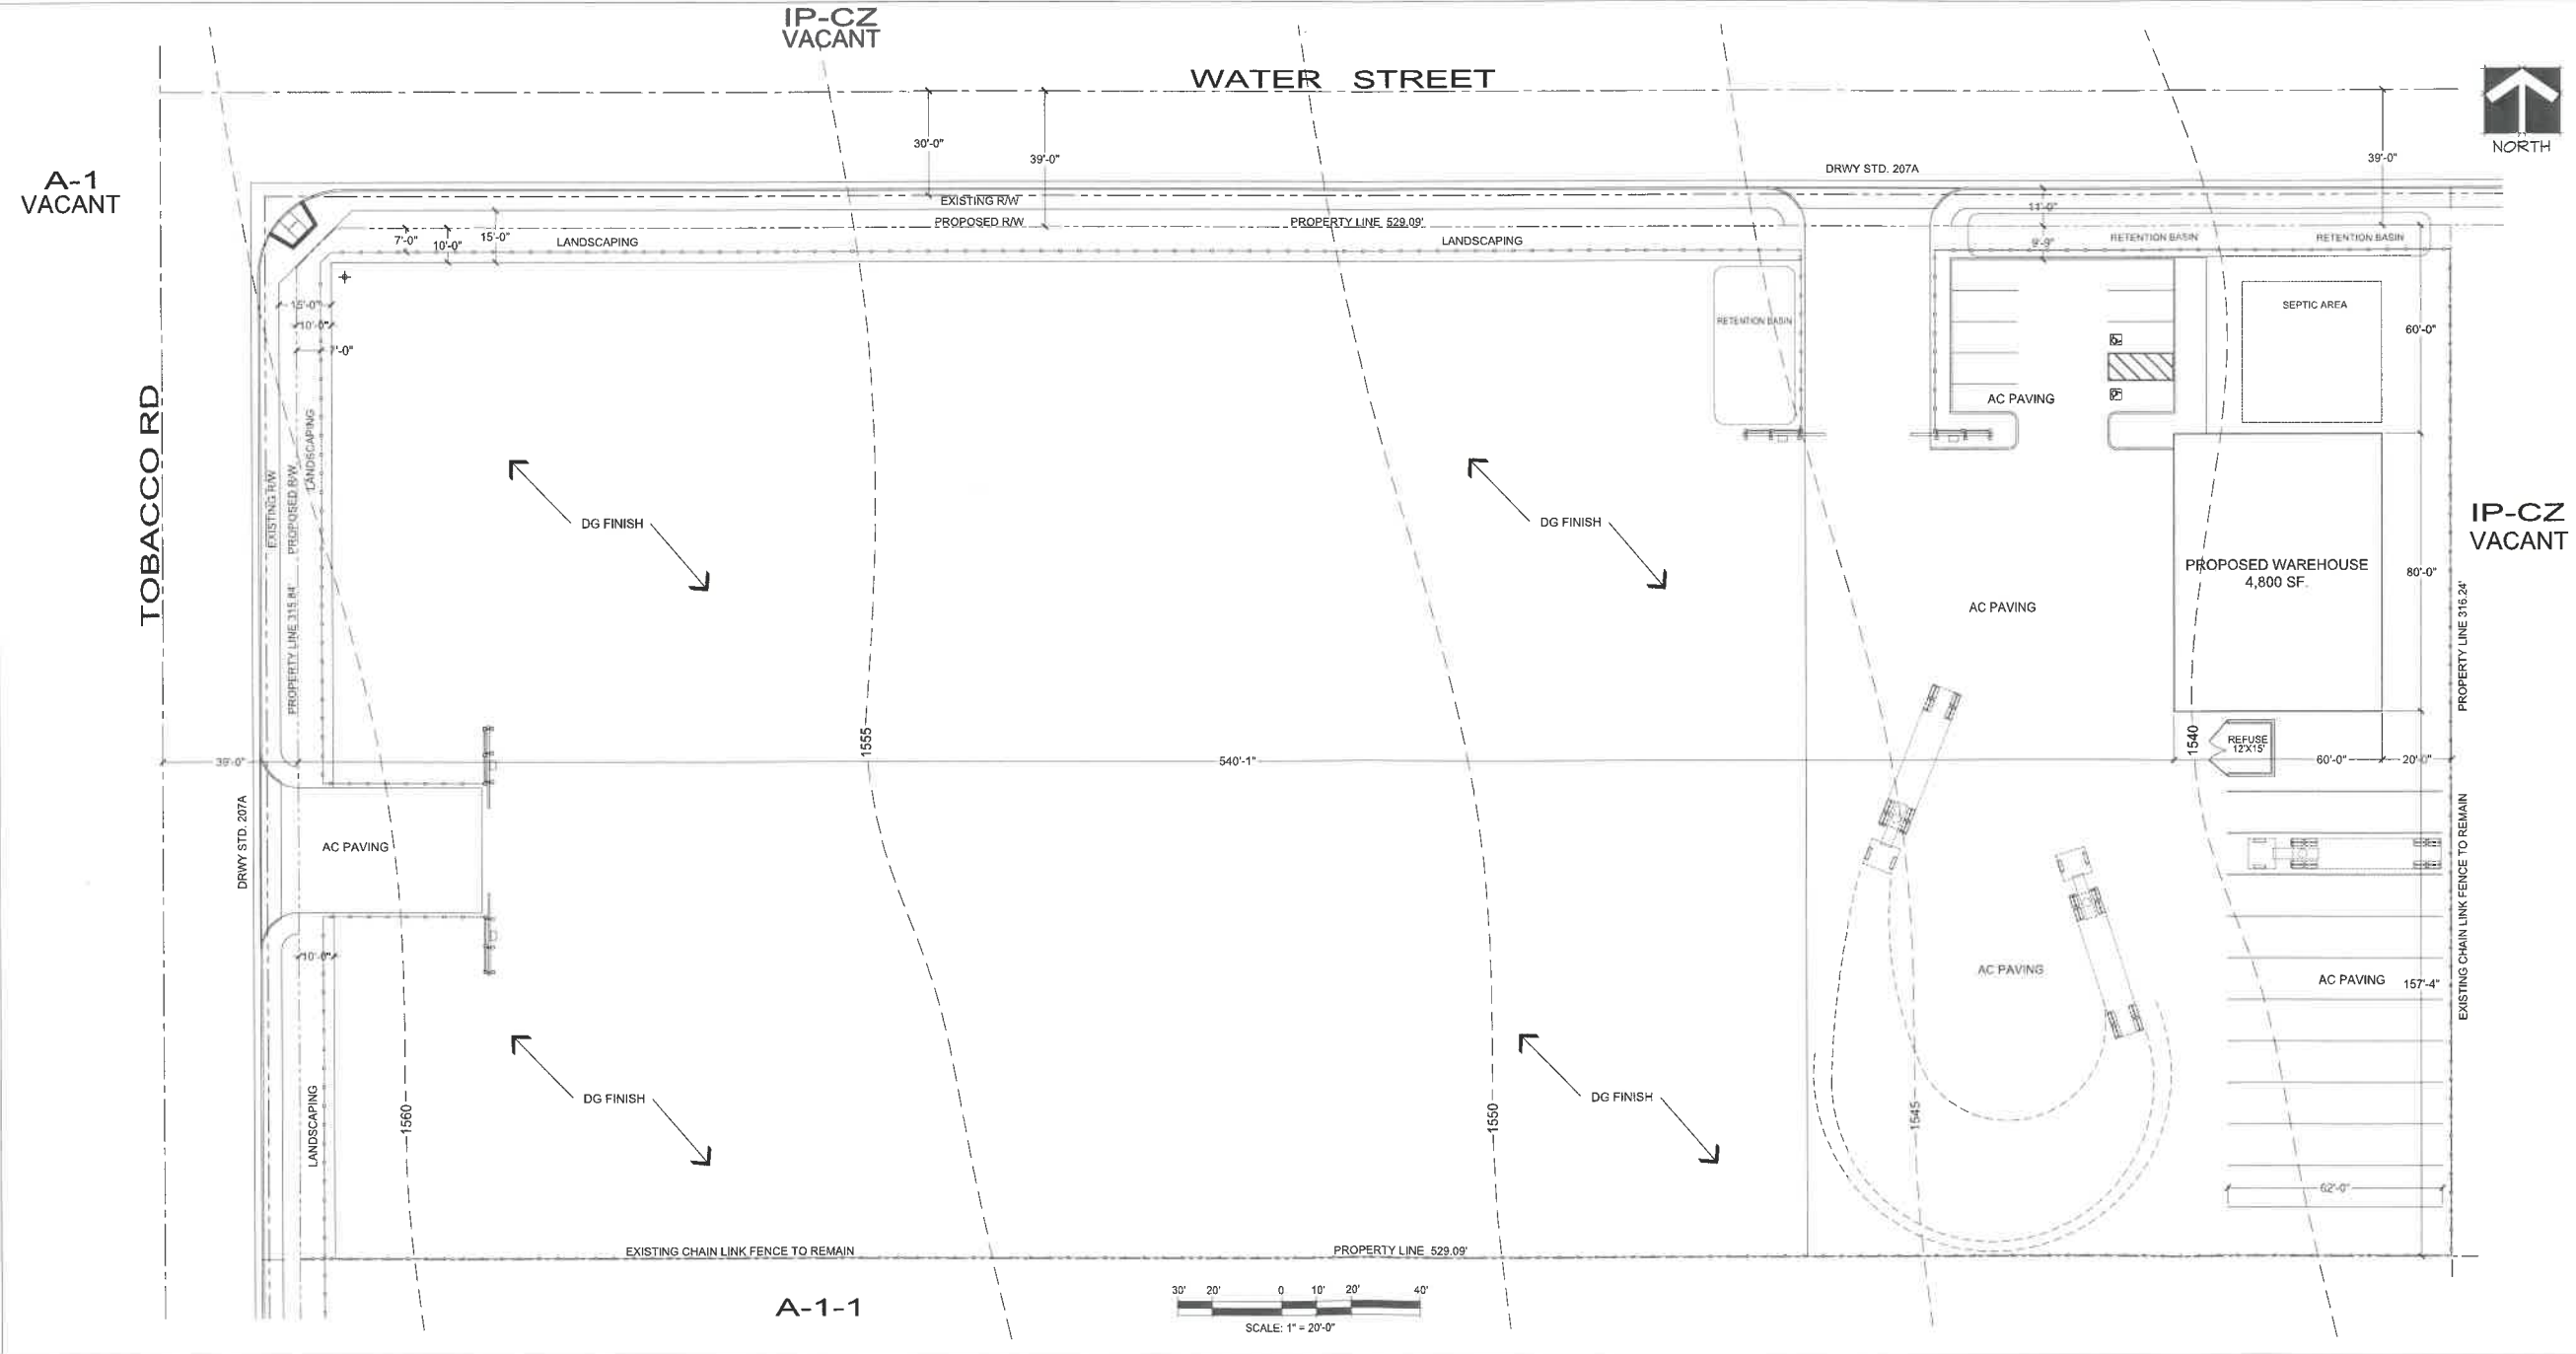 IP-CZ
VACANT
WATER STREET
NORTH
30'-0"
39'-0"
39'-0"
DRWY STD. 207A
A-1
VACANT
EXISTING R/W
PROPOSED R/W
PROPERTY LINE 529.09'
11'-0"
7'-0"
10'-0"
15'-0"
LANDSCAPING
LANDSCAPING
9'-9"
RETENTION BASIN
RETENTION BASIN
15'-0"
10'-0"
7'-0"
RETENTION BASIN
SEPTIC AREA
60'-0"
AC PAVING
TOBACCO RD
EXISTING R/W
PROPERTY LINE 315.84'
PROPOSED R/W
LANDSCAPING
DG FINISH
DG FINISH
IP-CZ
VACANT
PROPOSED WAREHOUSE
4,800 SF.
80'-0"
AC PAVING
PROPERTY LINE 316.24'
1555
1540
REFUSE
12'X15'
39'-0"
540'-1"
60'-0"
20'-0"
DRWY STD. 207A
AC PAVING
EXISTING CHAIN LINK FENCE TO REMAIN
10'-0"
AC PAVING
AC PAVING
157'-4"
LANDSCAPING
1560
DG FINISH
1550
DG FINISH
1545
62'-0"
EXISTING CHAIN LINK FENCE TO REMAIN
PROPERTY LINE 529.09'
A-1-1
30' 20' 0 10' 20' 40'
SCALE: 1" = 20'-0"